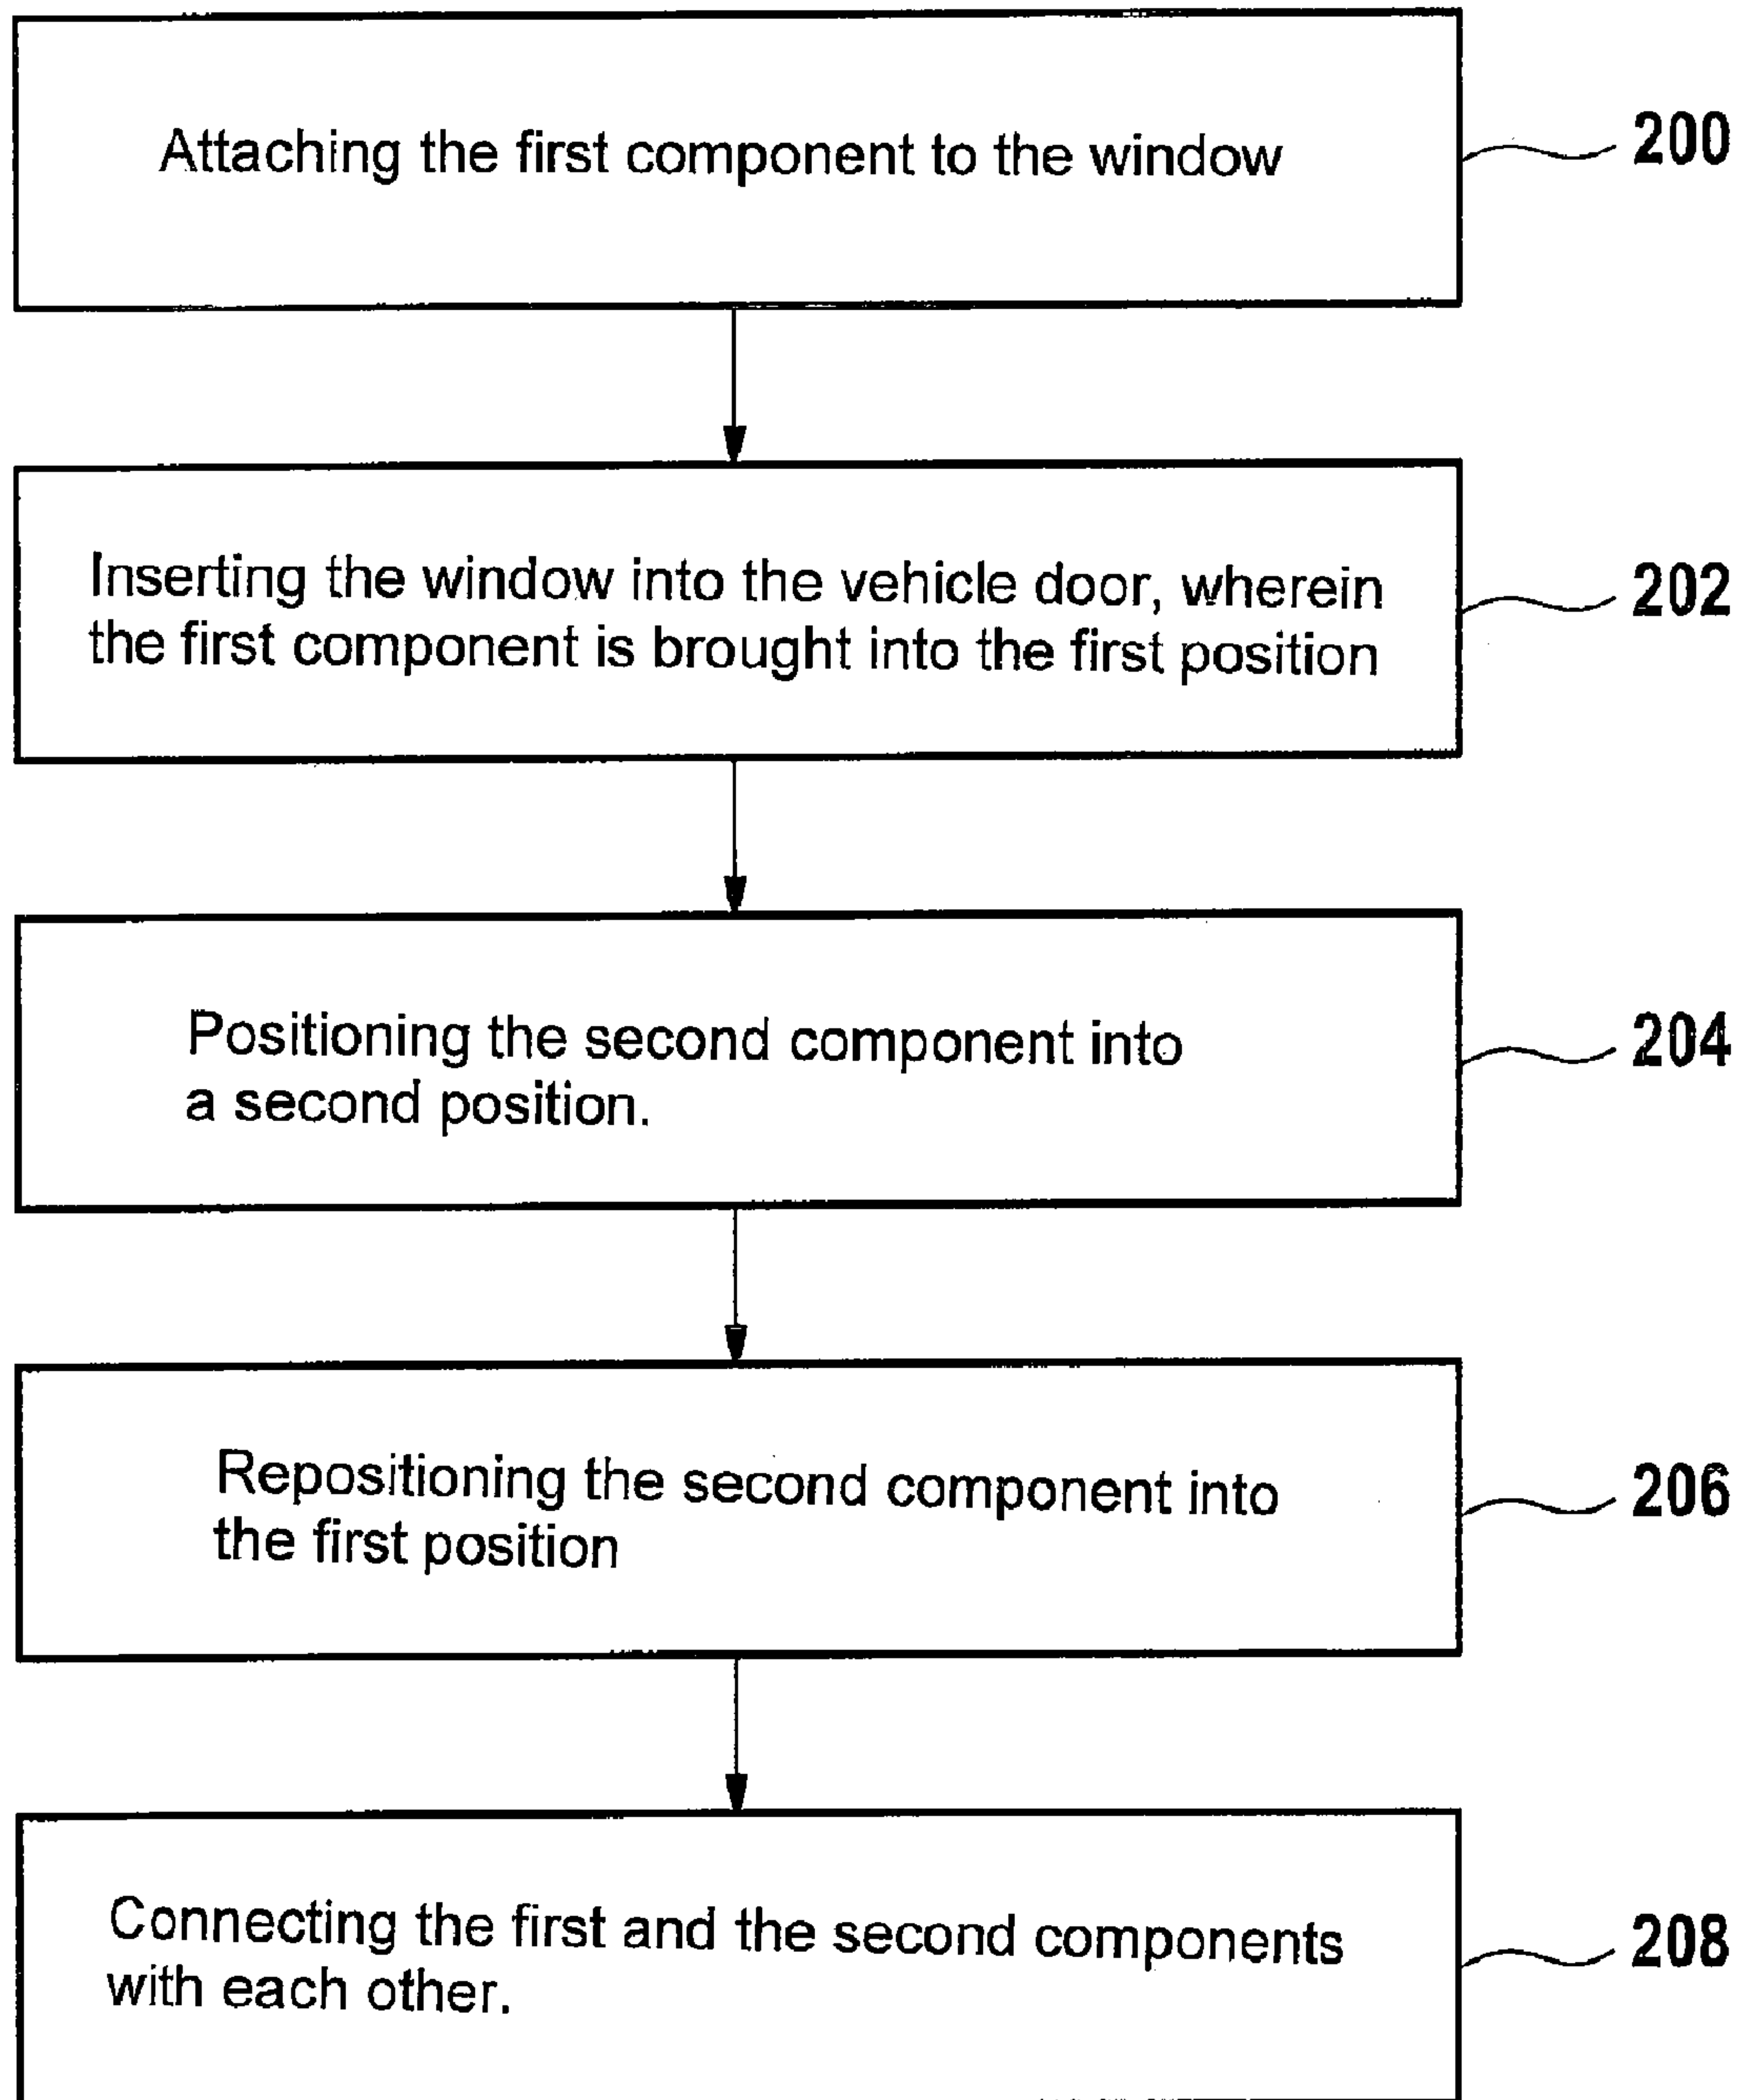 Attaching the first component to the window
200
Inserting the window into the vehicle door, wherein
the first component is brought into the first position
202
Positioning the second component into
a second position.
204
Repositioning the second component into
the first position
206
Connecting the first and the second components
with each other.
208